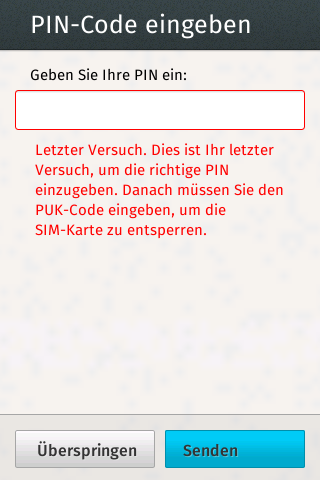 PIN-Code eingeben
Geben Sie Ihre PIN ein:
Letzter Versuch. Dies ist Ihr letzter
Versuch, um die richtige PIN
einzugeben. Danach müssen Sie den
PUK-Code eingeben, um die
SIM-Karte zu entsperren.
Überspringen
Senden